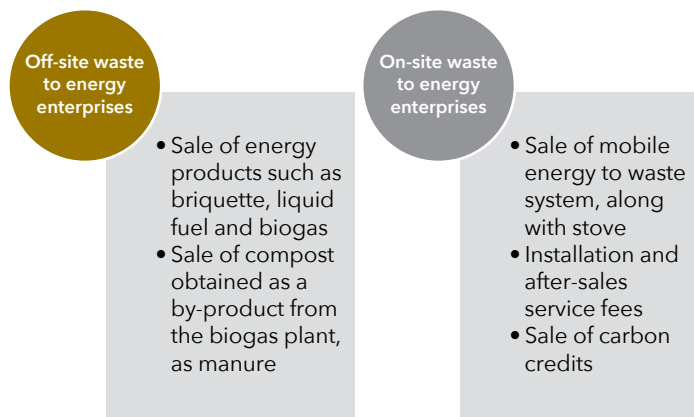 Off-site waste
to energy
enterprises
• Sale of energy
products such as
briquette, liquid
fuel and biogas
• Sale of compost
obtained as a
by-product from
the biogas plant,
as manure
On-site waste
to energy
enterprises
• Sale of mobile
energy to waste
system, along
with stove
• Installation and
after-sales
service fees
• Sale of carbon
credits